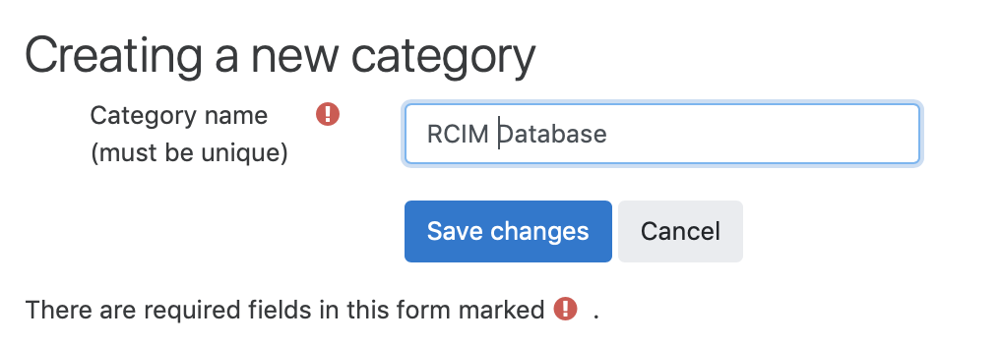 Creating a new category
Category name
(must be unique)
RCIM Database
Save changes
Cancel
There are required fields in this form marked .